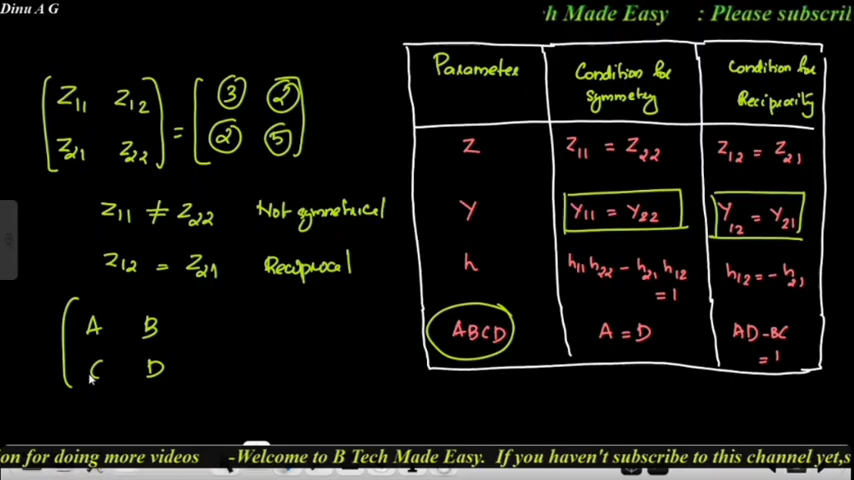 Dinu A G
h Made Easy : Please subscril
Z11 Z12
Z21 Z22
=
3 2
2 5
Z11 ≠ Z22 Not symmetrical
Z12 = Z21 Reciprocal
A B
C D
Parameter Condition for Symmetry Condition for Reciprocity
Z Z11 = Z22 Z12 = Z21
Y Y11 = Y22 Y12 = Y21
h h11 h22 - h21 h12 = 1 h12 = - h21
ABCD A = D AD - BC = 1
on for doing more videos -Welcome to B Tech Made Easy. If you haven't subscribe to this channel yet,s